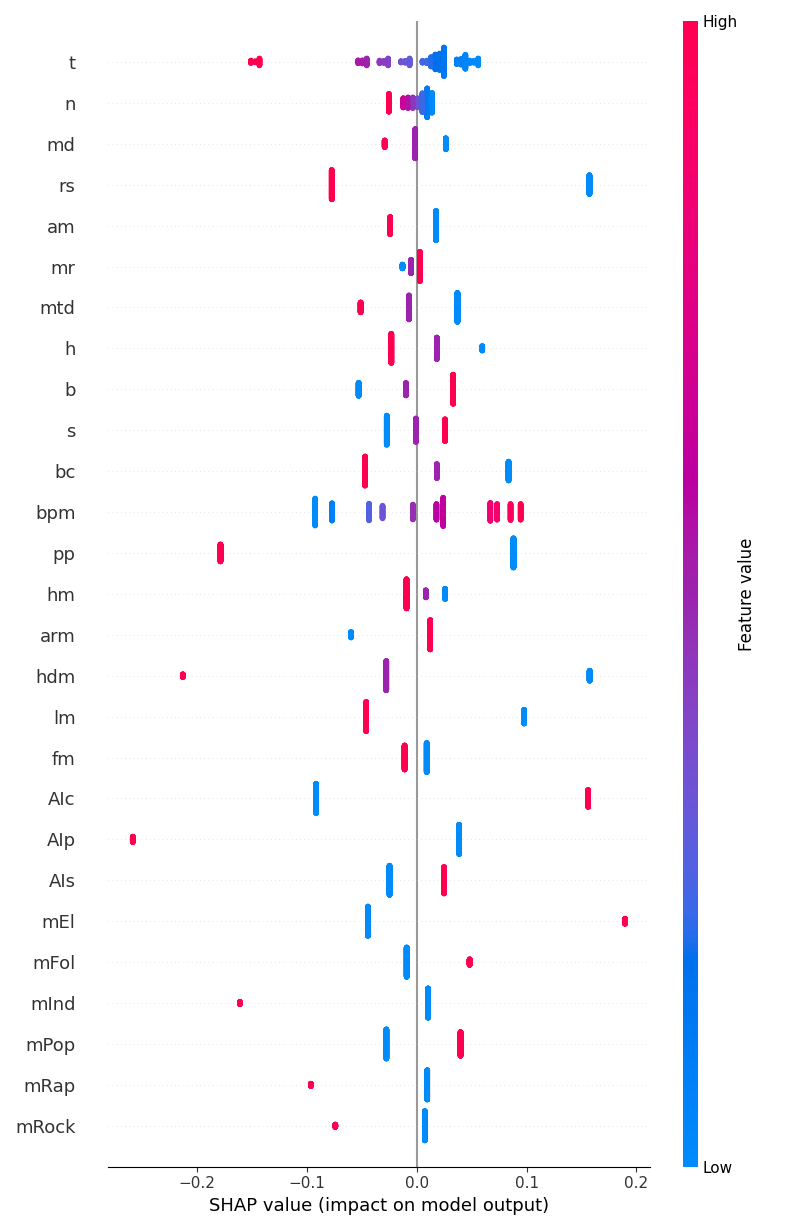 High
t
n
md
rs
am
mr
mtd
h
b
s
bc
bpm
pp
hm
arm
hdm
lm
fm
AIc
AIp
AIs
mEl
mFol
mInd
mPop
mRap
mRock
Feature value
Low
−0.2 −0.1 0.0 0.1 0.2
SHAP value (impact on model output)